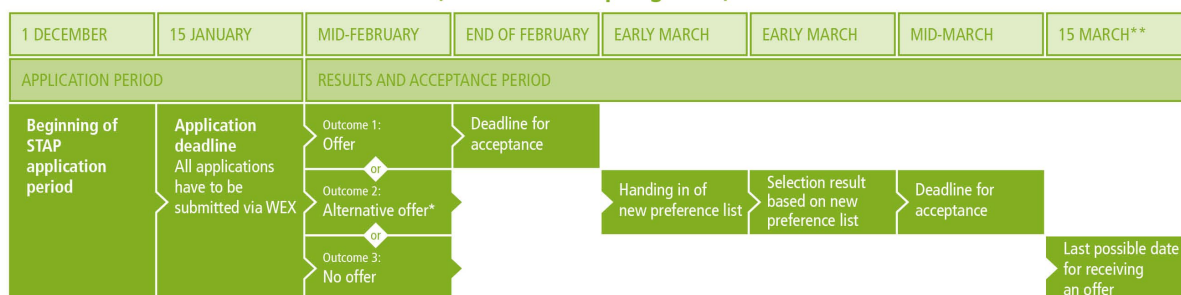 1 DECEMBER
15 JANUARY
MID-FEBRUARY
END OF FEBRUARY
EARLY MARCH
EARLY MARCH
MID-MARCH
15 MARCH**
APPLICATION PERIOD
RESULTS AND ACCEPTANCE PERIOD
Beginning of
STAP
application
period
Application
deadline
All applications
have to be
submitted via WEX
Outcome 1:
Offer
Deadline for
acceptance
or
Outcome 2:
Alternative offer*
Handing in of
new preference list
Selection result
based on new
preference list
Deadline for
acceptance
or
Outcome 3:
No offer
Last possible date
for receiving
an offer